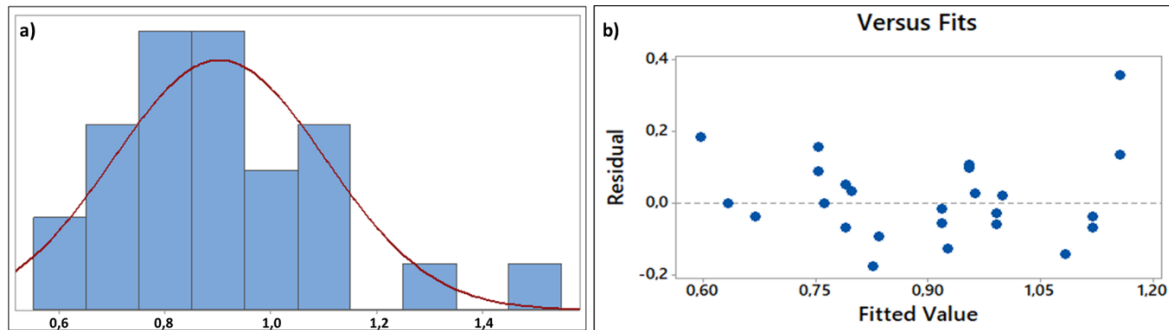 a)
0,6 0,8 1,0 1,2 1,4
b)
Versus Fits
0,4
0,2
0,0
-0,2
Residual
0,60 0,75 0,90 1,05 1,20
Fitted Value